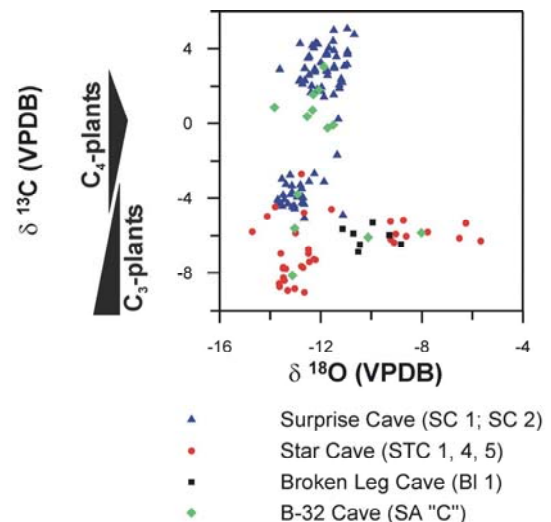 4
0
-4
-8
δ 13C (VPDB)
C4-plants
C3-plants
-16
-12
-8
-4
δ 18O (VPDB)
Surprise Cave (SC 1; SC 2)
Star Cave (STC 1, 4, 5)
Broken Leg Cave (Bl 1)
B-32 Cave (SA "C")